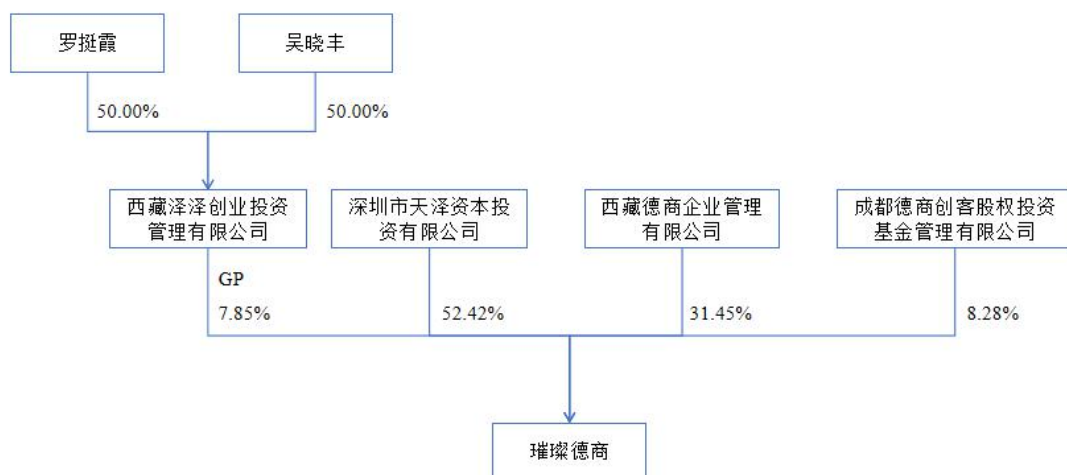 罗挺霞
吴晓丰
50.00%
50.00%
西藏泽泽创业投资
管理有限公司
深圳市天泽资本投
资有限公司
西藏德商企业管理
有限公司
成都德商创客股权投资
基金管理有限公司
GP
7.85%
52.42%
31.45%
8.28%
璀璨德商